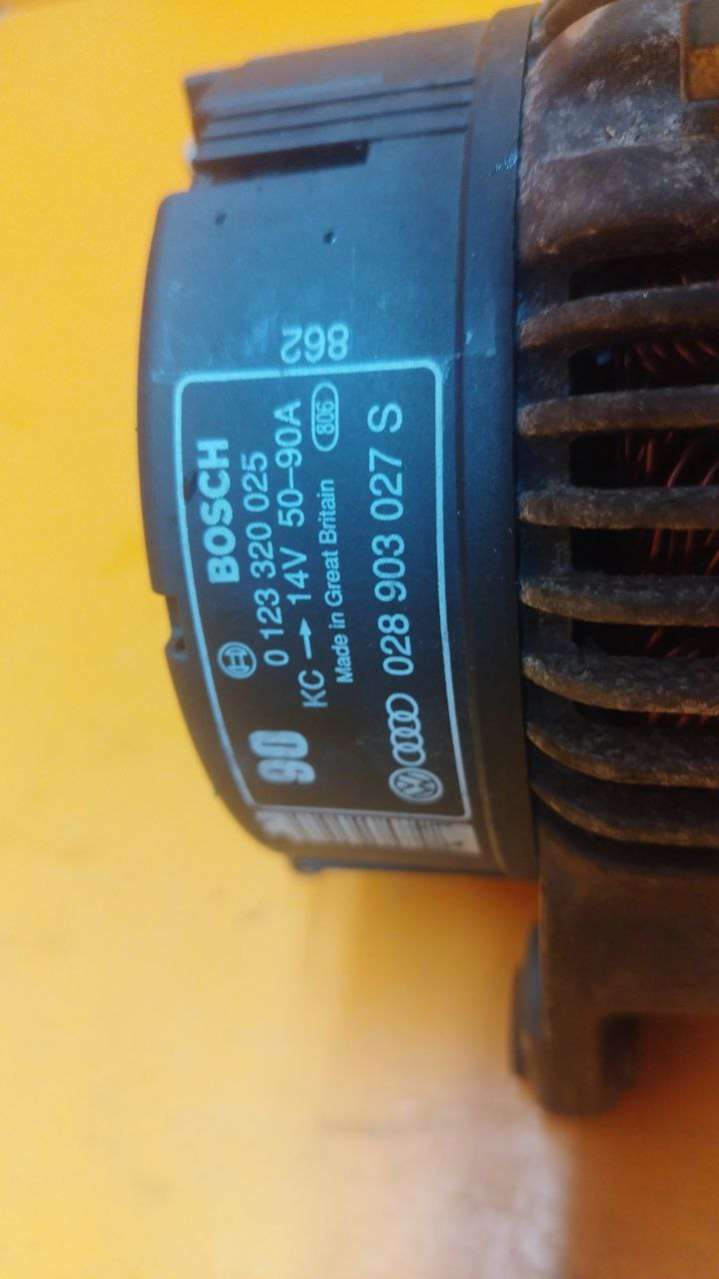 862
BOSCH
0 123 320 025
KC → 14V 50–90A
Made in Great Britain 806
028 903 027 S
90